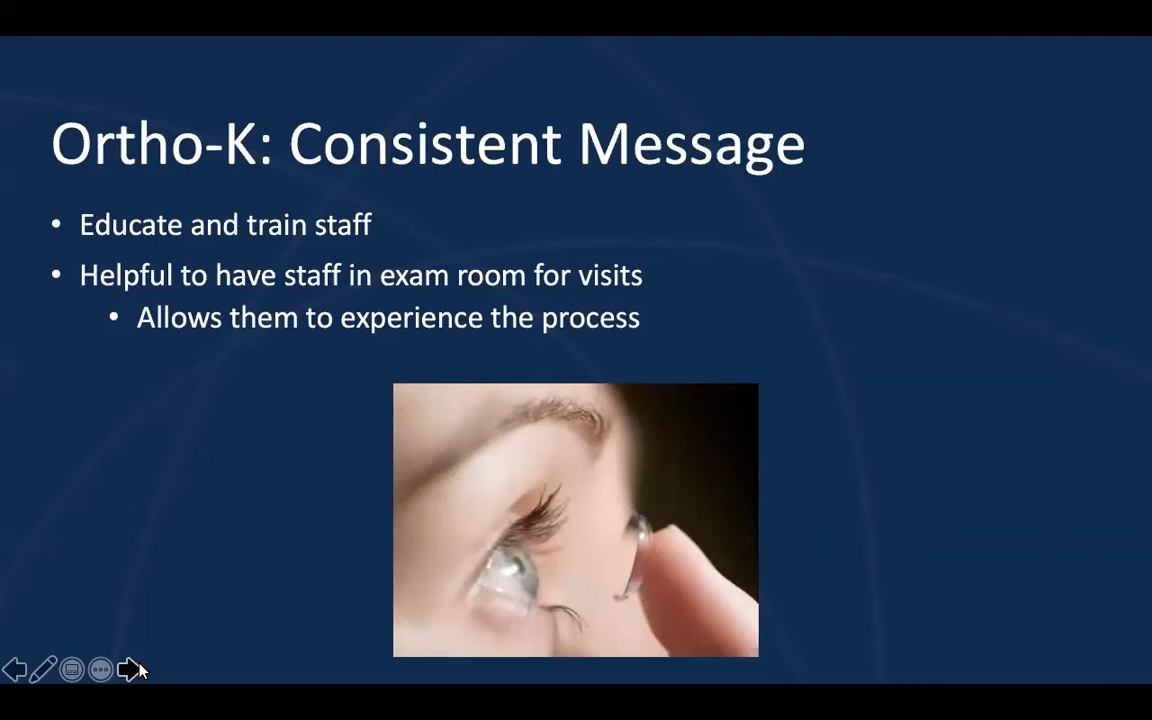 Ortho-K: Consistent Message
• Educate and train staff
• Helpful to have staff in exam room for visits
• Allows them to experience the process